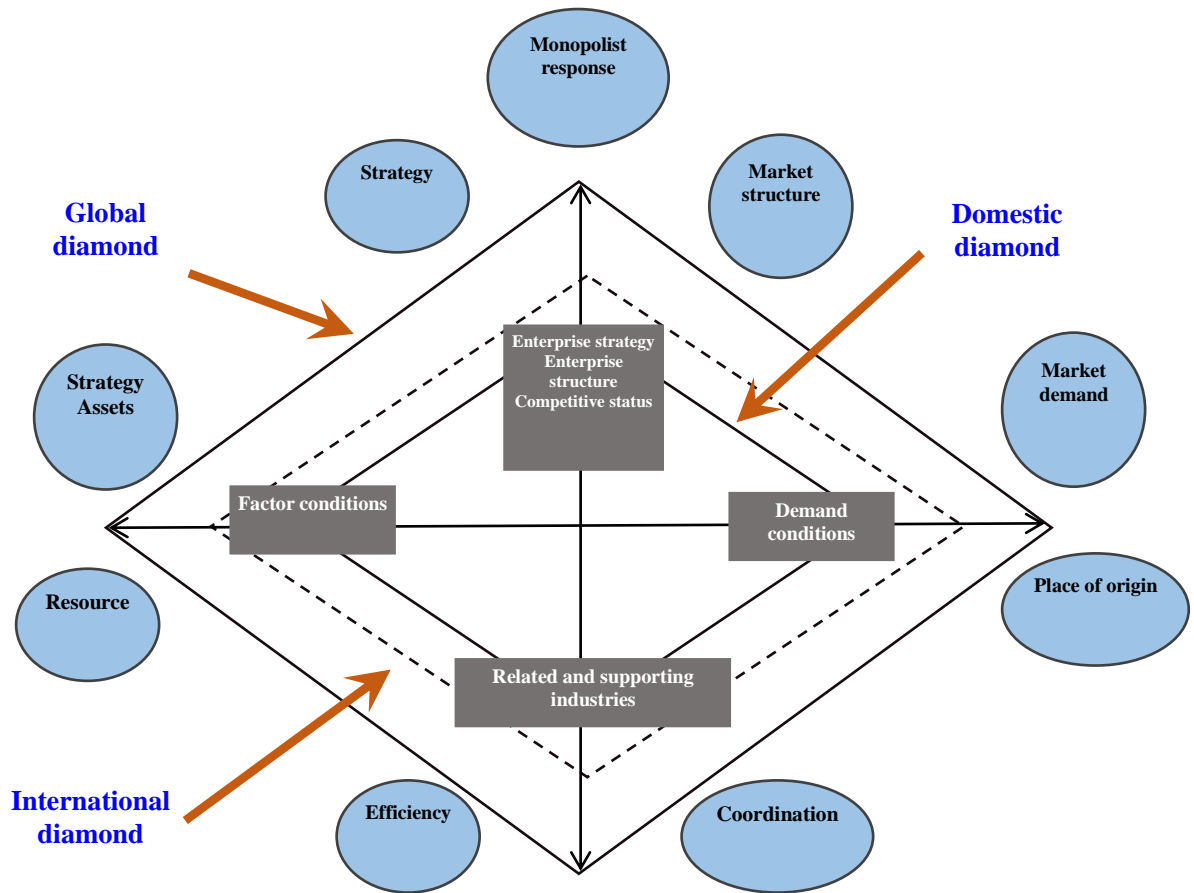 Monopolist
response
Strategy
Market
structure
Global
diamond
Domestic
diamond
Enterprise strategy
Enterprise
structure
Competitive status
Strategy
Assets
Market
demand
Factor conditions
Demand
conditions
Resource
Place of origin
Related and supporting
industries
International
diamond
Efficiency
Coordination